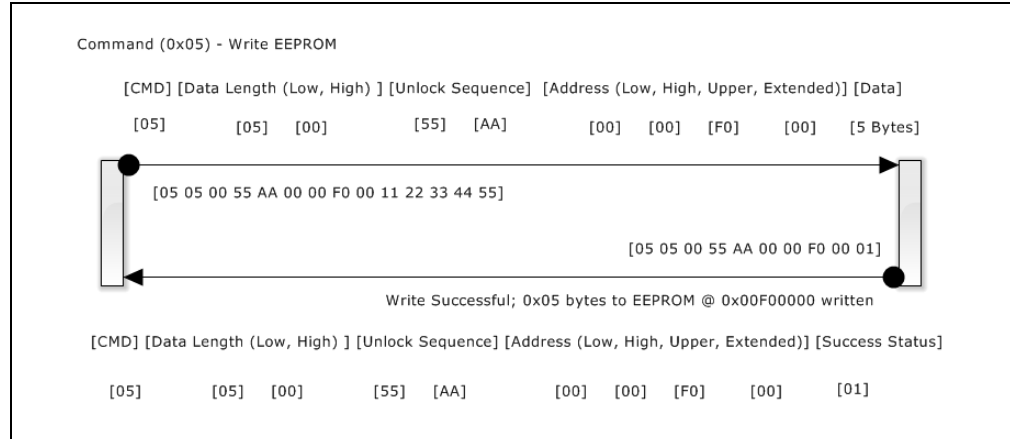 Command (0x05) - Write EEPROM
[CMD] [Data Length (Low, High) ] [Unlock Sequence] [Address (Low, High, Upper, Extended)] [Data]
[05] [05] [00] [55] [AA] [00] [00] [F0] [00] [5 Bytes]
[05 05 00 55 AA 00 00 F0 00 11 22 33 44 55]
[05 05 00 55 AA 00 00 F0 00 01]
Write Successful; 0x05 bytes to EEPROM @ 0x00F00000 written
[CMD] [Data Length (Low, High) ] [Unlock Sequence] [Address (Low, High, Upper, Extended)] [Success Status]
[05] [05] [00] [55] [AA] [00] [00] [F0] [00] [01]